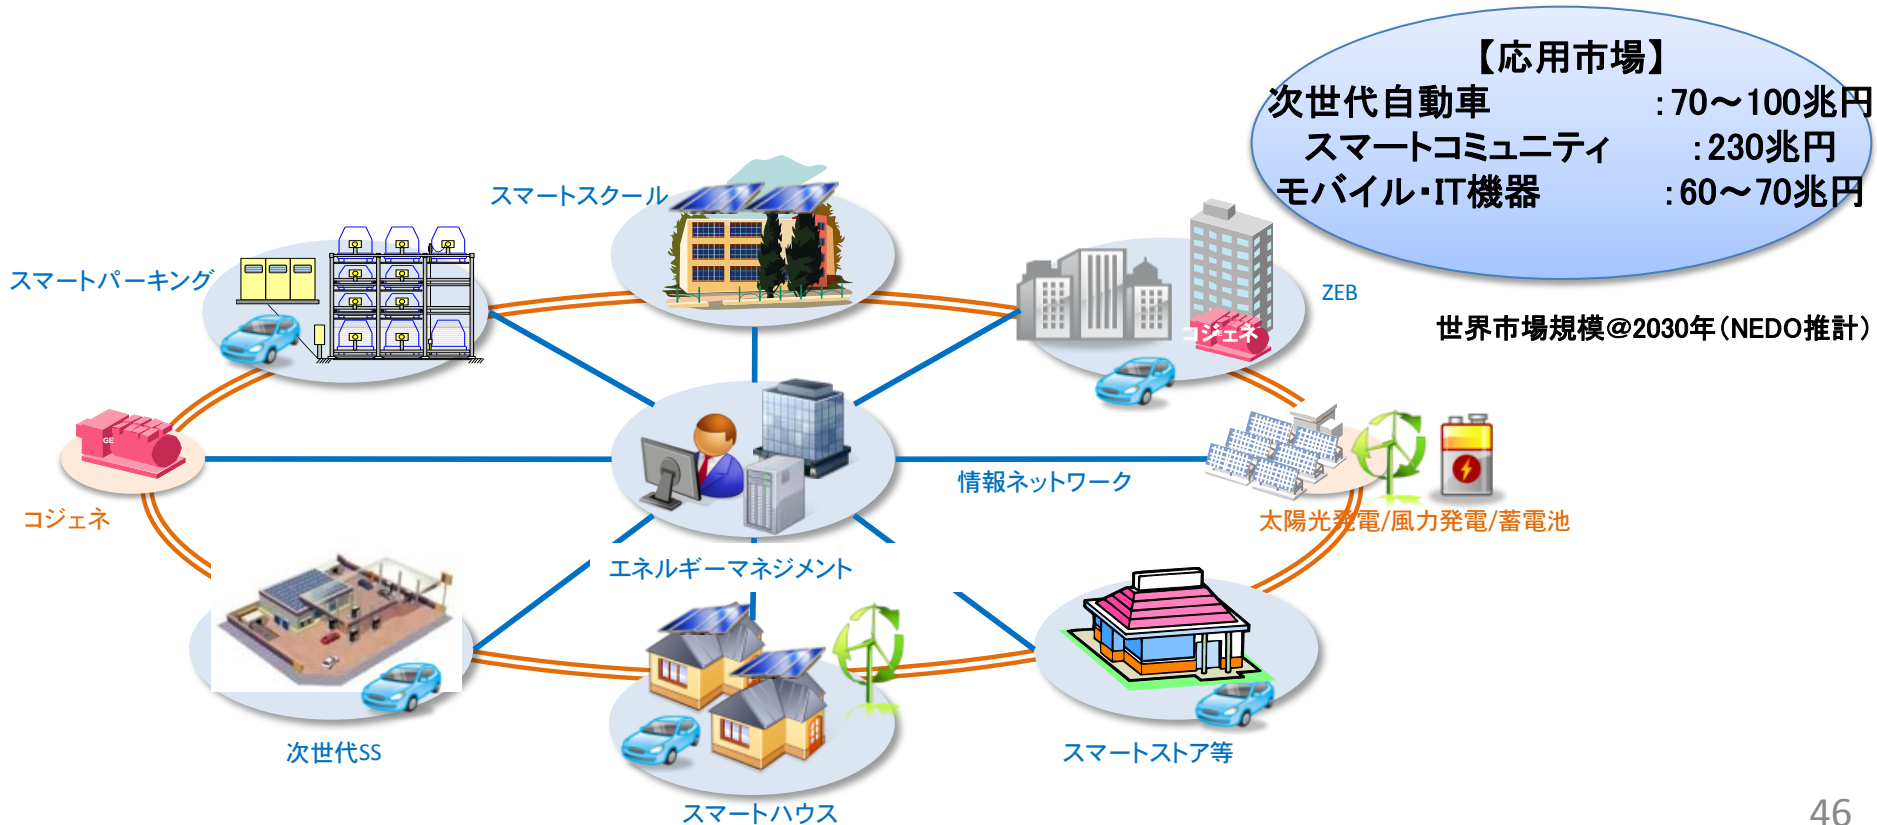 【応用市場】
次世代自動車　:70～100兆円
スマートコミュニティ　:230兆円
モバイル・IT機器　:60～70兆円
世界市場規模@2030年(NEDO推計)
スマートスクール
スマートパーキング
ZEB
コジェネ
GE
コジェネ
情報ネットワーク
太陽光発電/風力発電/蓄電池
エネルギーマネジメント
次世代SS
スマートハウス
スマートストア等
46